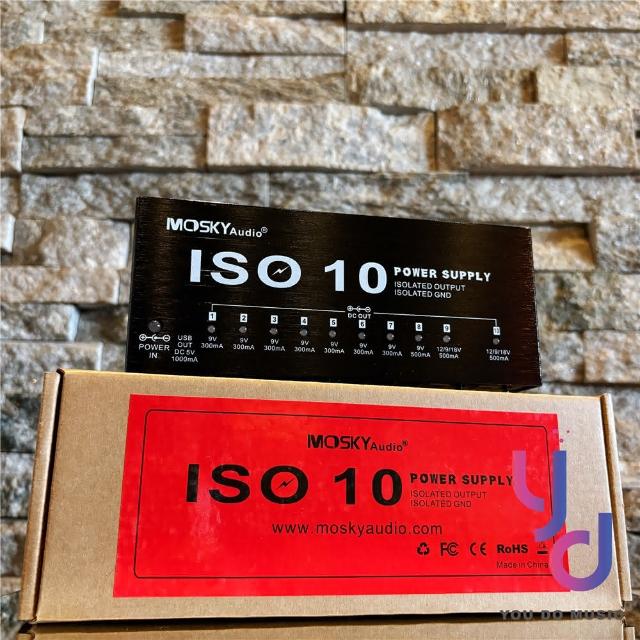 MOSKYAudio®
ISO 10 POWER SUPPLY
ISOLATED OUTPUT
ISOLATED GND
DC OUT
1 2 3 4 5 6 7 8 9 10
POWER IN
USB OUT DC 5V 1000mA
9V 300mA
9V 300mA
9V 300mA
9V 300mA
9V 300mA
9V 300mA
9V 300mA
9V 500mA
12/9/18V 500mA
12/9/18V 500mA
MOSKYAudio®
ISO 10 POWER SUPPLY
ISOLATED OUTPUT
ISOLATED GND
www.moskyaudio.com
FC CE RoHS
Made in China
yd
YOU DO MUSIC